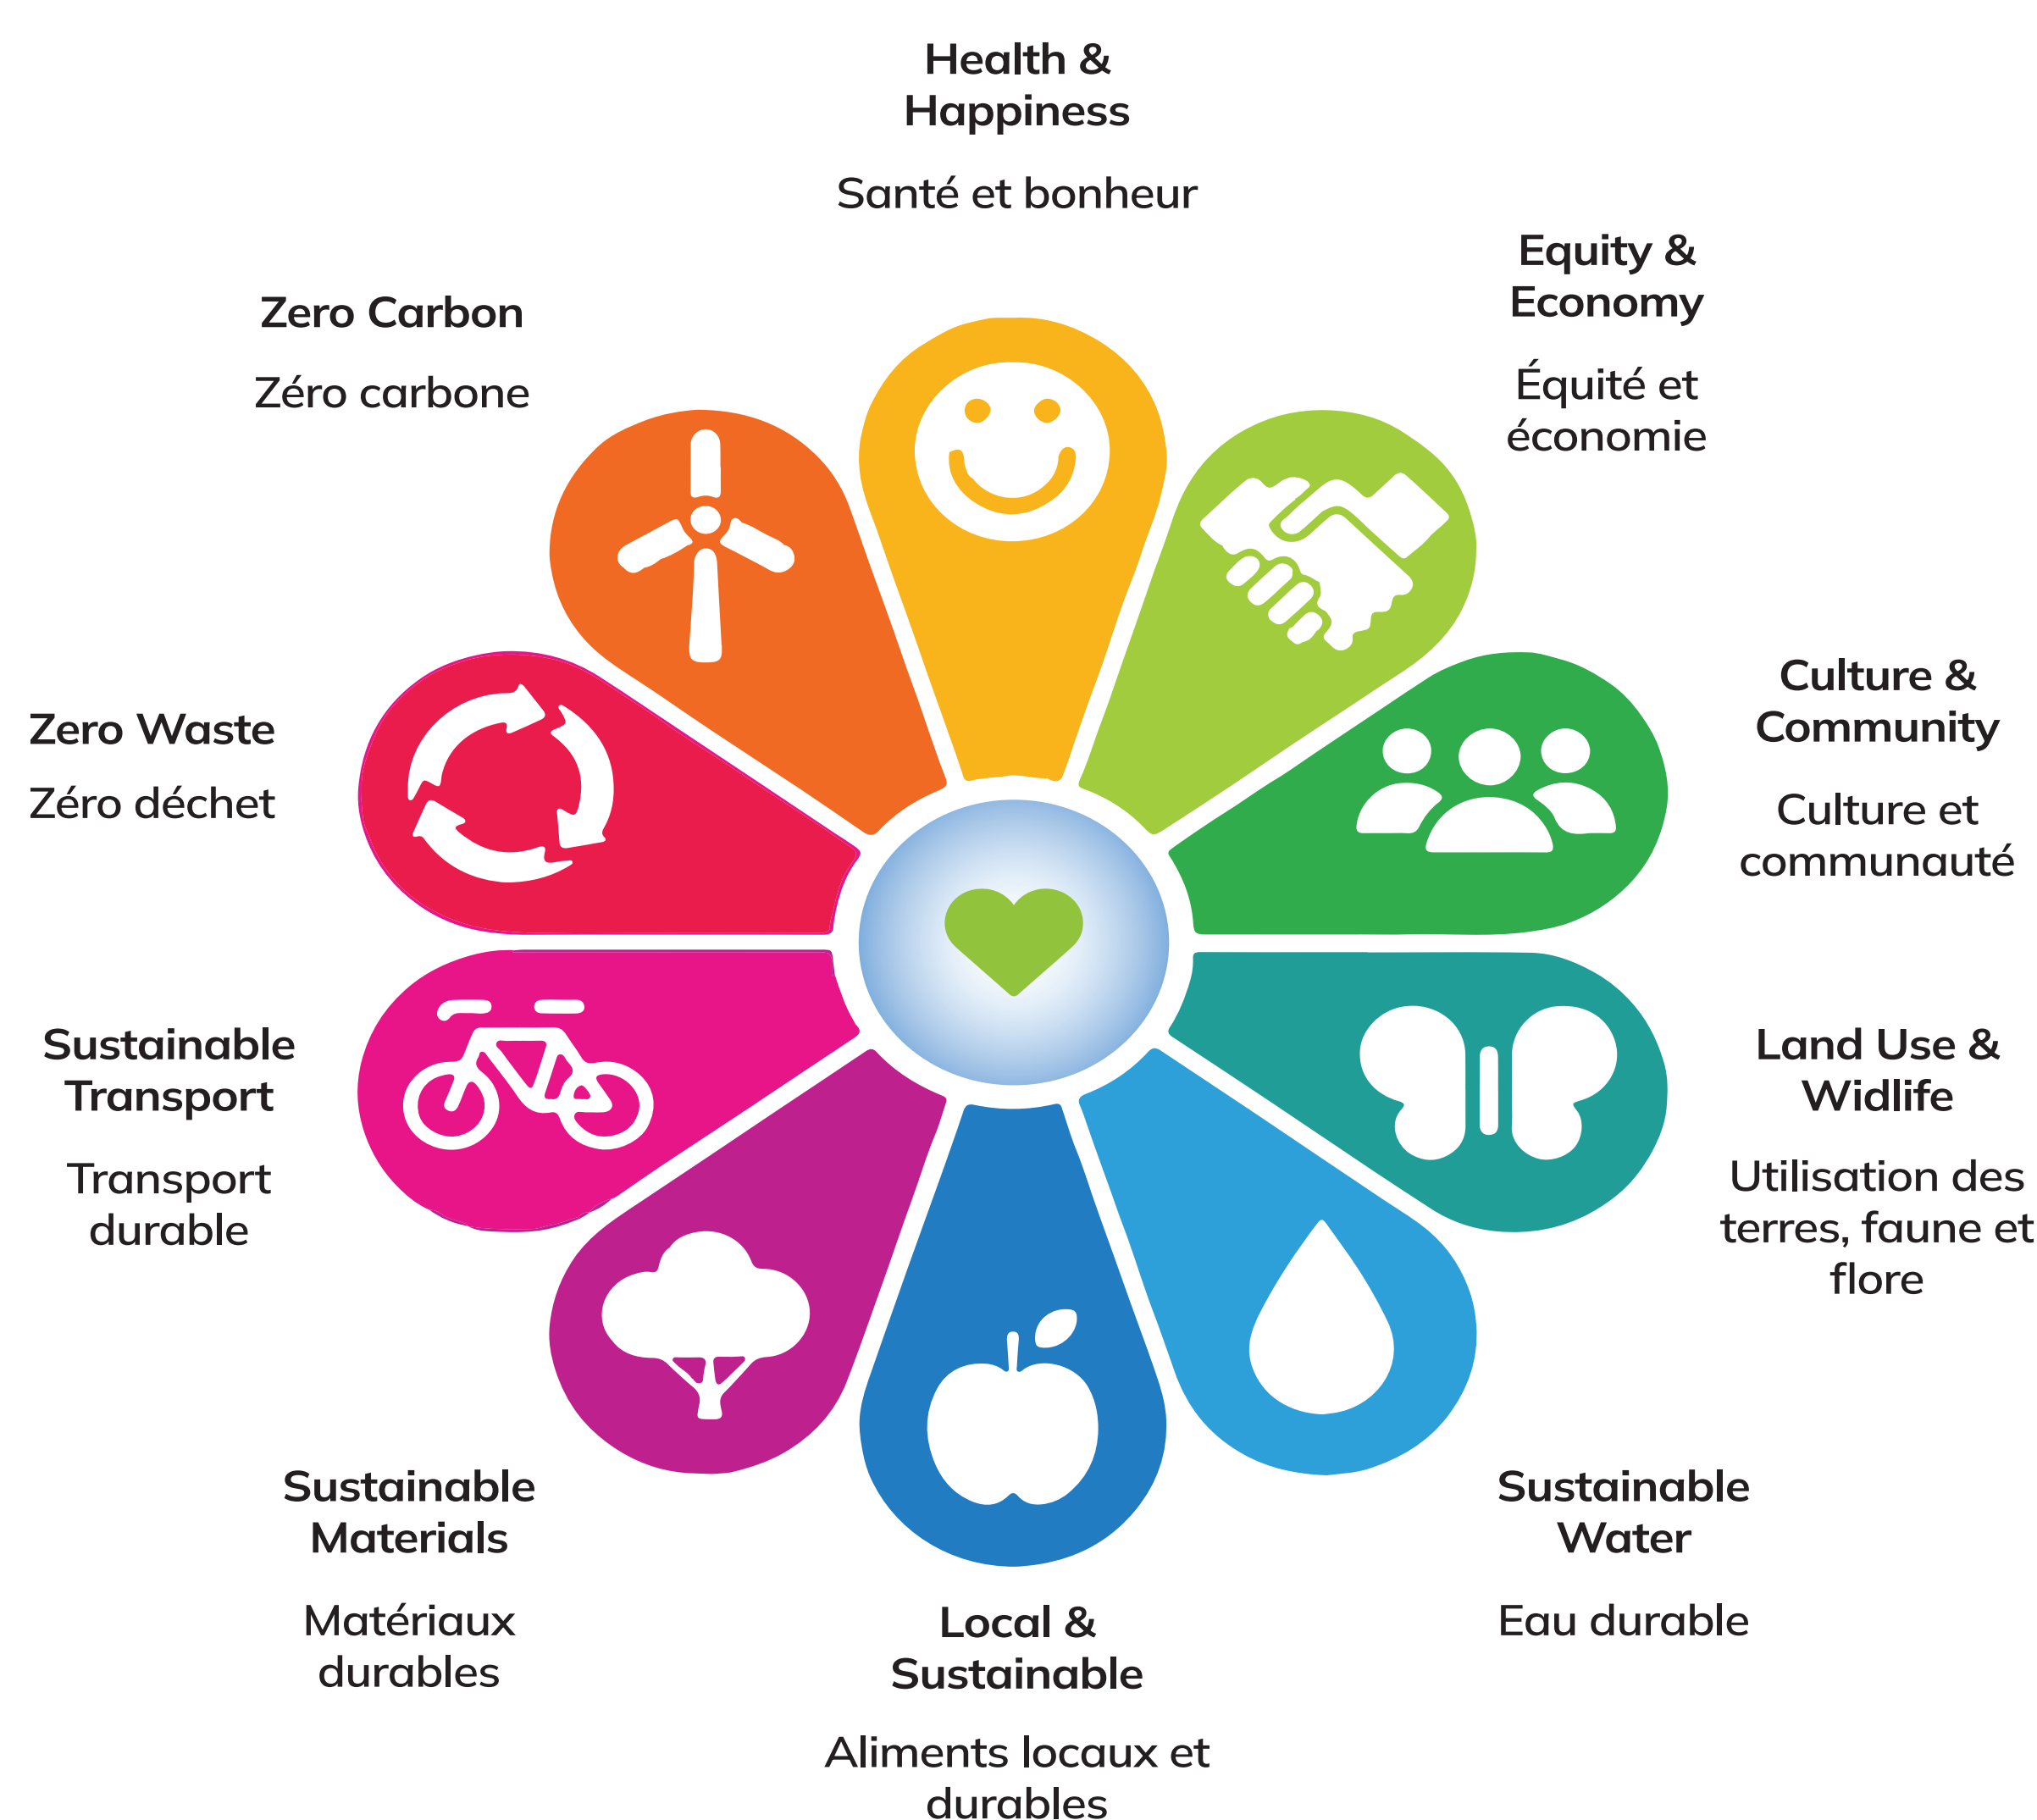 Health &
Happiness
Santé et bonheur
Equity &
Economy
Équité et
économie
Zero Carbon
Zéro carbone
Culture &
Community
Culture et
communauté
Zero Waste
Zéro déchet
Land Use &
Widlife
Utilisation des
terres, faune et
flore
Sustainable
Transport
Transport
durable
Sustainable
Water
Eau durable
Sustainable
Materials
Matériaux
durables
Local &
Sustainable
Aliments locaux et
durables